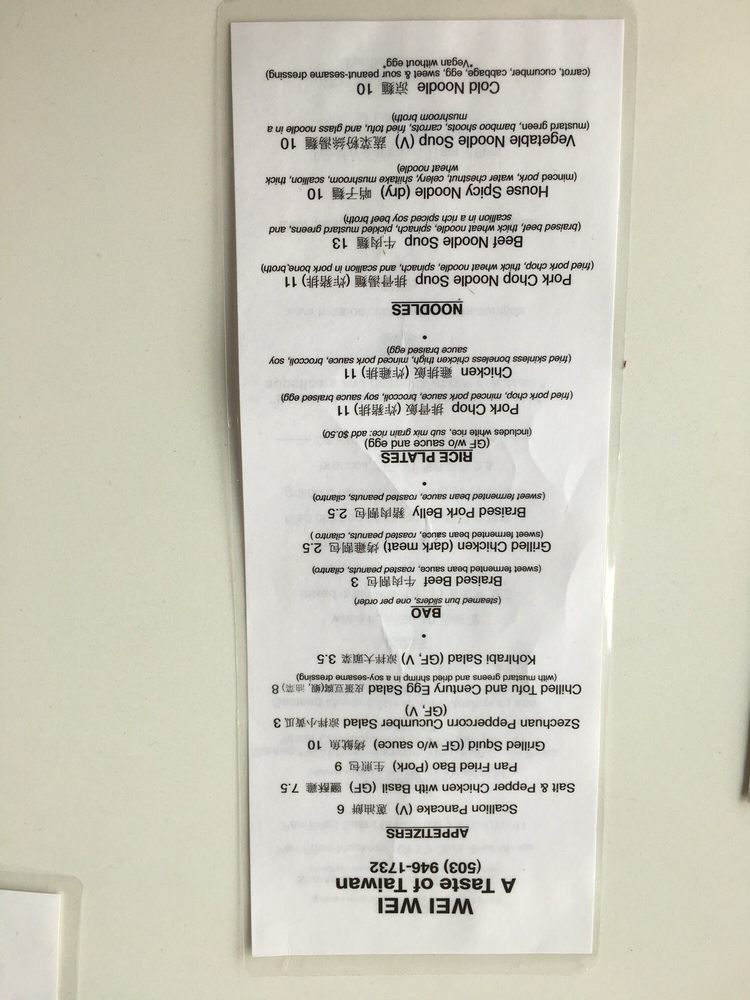 WEI WEI
A Taste of Taiwan
(503) 946-1732
APPETIZERS
Scallion Pancake (V) 蔥油餅 6
Salt & Pepper Chicken with Basil (GF) 鹽酥雞 7.5
Pan Fried Bao (Pork) 生煎包 9
Grilled Squid (GF w/o sauce) 烤魷魚 10
Szechuan Peppercorn Cucumber Salad 涼拌小黃瓜 3
(GF, V)
Chilled Tofu and Century Egg Salad 皮蛋豆腐(蝦, 油菜) 8
(with mustard greens and dried shrimp in a soy-sesame dressing)
Kohlrabi Salad (GF, V) 涼拌大頭菜 3.5
•
BAO
(steamed bun sliders, one per order)
Braised Beef 牛肉割包 3
(sweet fermented bean sauce, roasted peanuts, cilantro)
Grilled Chicken (dark meat) 烤雞割包 2.5
(sweet fermented bean sauce, roasted peanuts, cilantro )
Braised Pork Belly 豬肉割包 2.5
(sweet fermented bean sauce, roasted peanuts, cilantro)
•
RICE PLATES
(GF w/o sauce and egg)
(includes white rice, sub mix grain rice: add $0.50)
Pork Chop 排骨飯 (炸豬排) 11
(fried pork chop, minced pork sauce, broccoli, soy sauce braised egg)
Chicken 雞排飯 (炸雞排) 11
(fried skinless boneless chicken thigh, minced pork sauce, broccoli, soy
sauce braised egg)
•
NOODLES
Pork Chop Noodle Soup 排骨湯麵 (炸豬排) 11
(fried pork chop, thick wheat noodle, spinach, and scallion in pork bone broth)
Beef Noodle Soup 牛肉麵 13
(braised beef, thick wheat noodle, spinach, pickled mustard greens, and
scallion in a rich spiced soy beef broth)
House Spicy Noodle (dry) 哨子麵 10
(minced pork, water chestnut, celery, shiitake mushroom, scallion, thick
wheat noodle)
Vegetable Noodle Soup (V) 蔬菜粉絲湯麵 10
(mustard green, bamboo shoots, carrots, fried tofu, and glass noodle in a
mushroom broth)
Cold Noodle 涼麵 10
(carrot, cucumber, cabbage, egg, sweet & sour peanut-sesame dressing)
*Vegan without egg*